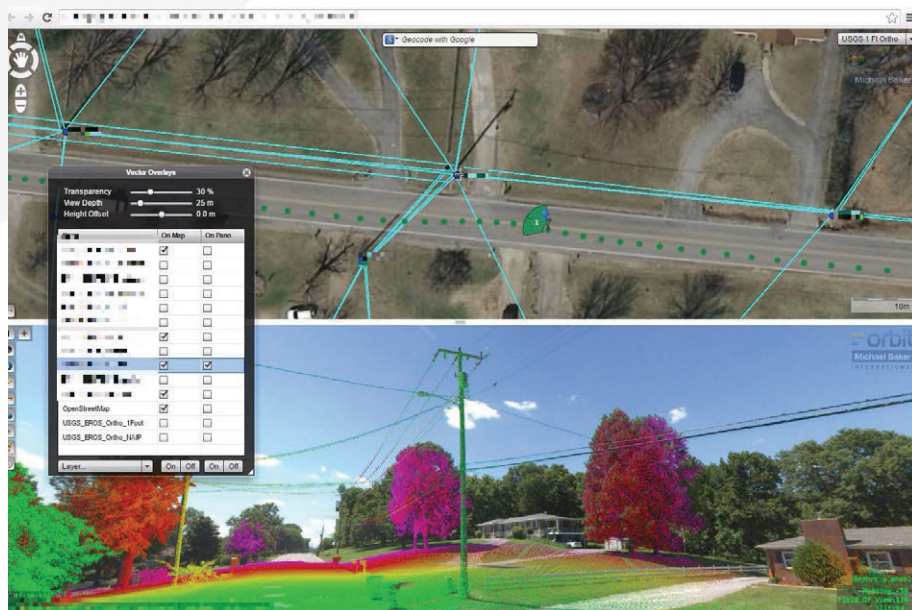 Geocode with Google
USGS 1 Ft Ortho
Michael Baker
Vector Overlays
Transparency 30 %
View Depth 25 m
Height Offset 0.0 m
On Map On Pano
OpenStreetMap
USGS_EROS_Ortho_1Foot
USGS_EROS_Ortho_NAIP
Layer... On Off On Off
1
10m
orbit
Michael Baker
INTERNATIONAL